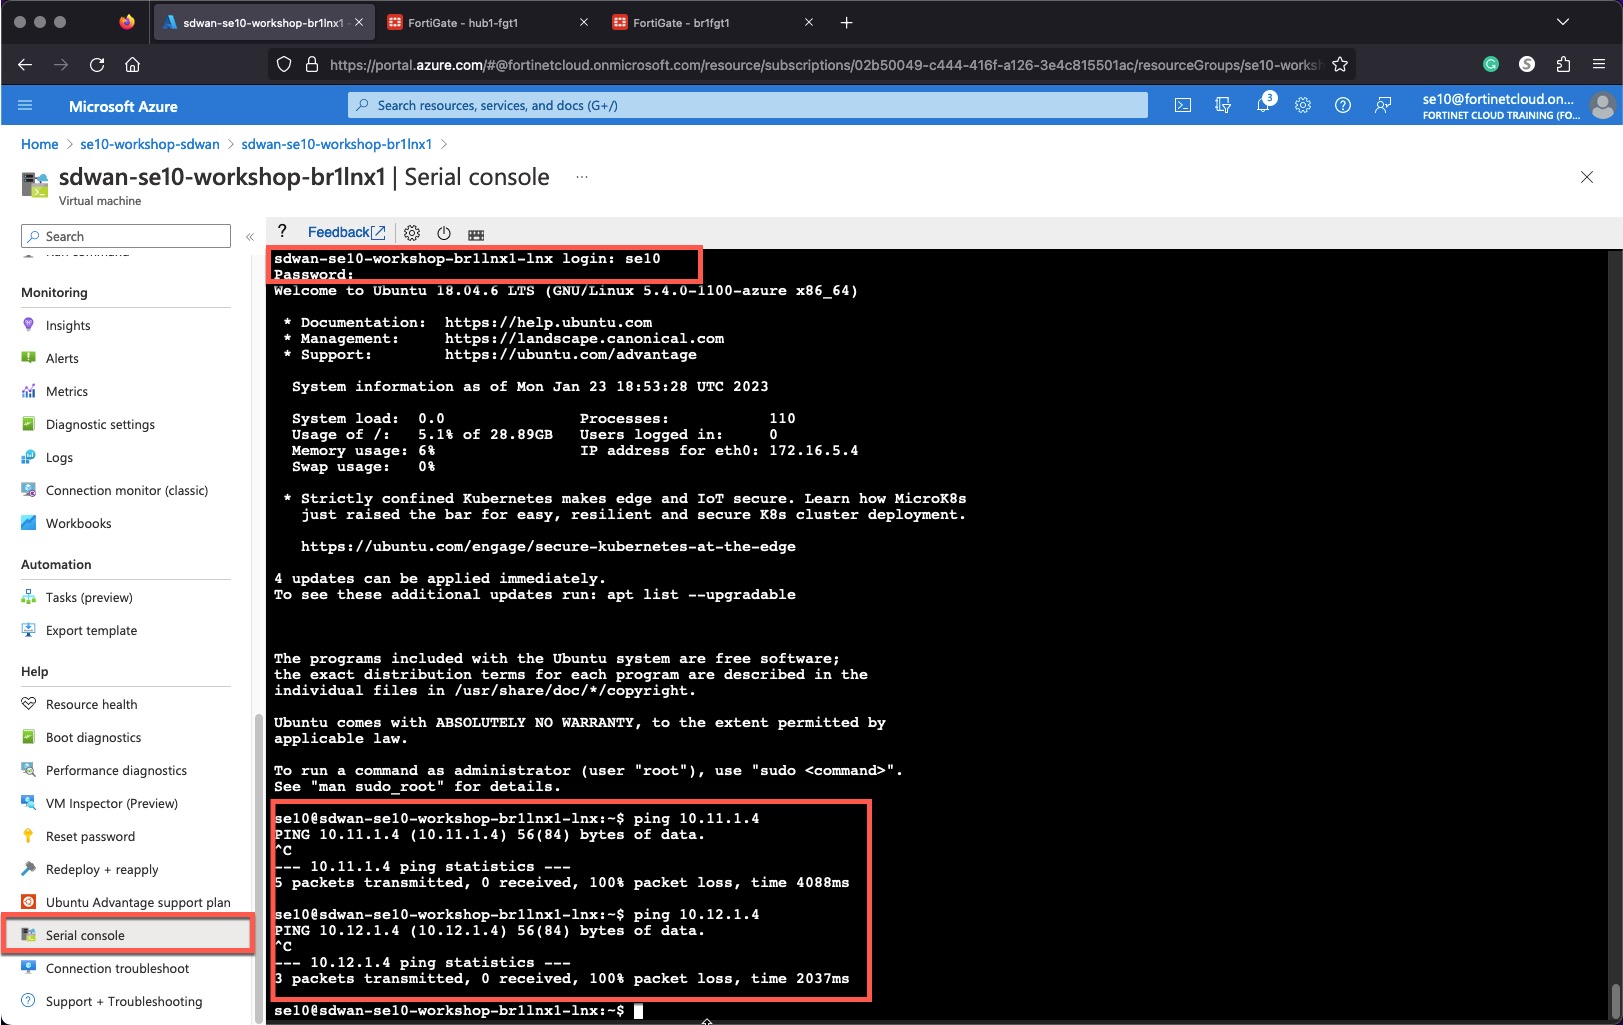 sdwan-se10-workshop-br1lnx1 -
FortiGate - hub1-fgt1
FortiGate - br1fgt1
https://portal.azure.com/#@fortinetcloud.onmicrosoft.com/resource/subscriptions/02b50049-c444-416f-a126-3e4c815501ac/resourceGroups/se10-worksh
Microsoft Azure
Search resources, services, and docs (G+/)
3
se10@fortinetcloud.on...
FORTINET CLOUD TRAINING (FO...
Home > se10-workshop-sdwan > sdwan-se10-workshop-br1lnx1 >
sdwan-se10-workshop-br1lnx1 | Serial console ...
Virtual machine
Search
«
? Feedback
Run command
Monitoring
Insights
Alerts
Metrics
Diagnostic settings
Logs
Connection monitor (classic)
Workbooks
Automation
Tasks (preview)
Export template
Help
Resource health
Boot diagnostics
Performance diagnostics
VM Inspector (Preview)
Reset password
Redeploy + reapply
Ubuntu Advantage support plan
Serial console
Connection troubleshoot
Support + Troubleshooting
sdwan-se10-workshop-br1lnx1-lnx login: se10
Password:
Welcome to Ubuntu 18.04.6 LTS (GNU/Linux 5.4.0-1100-azure x86_64)
* Documentation:  https://help.ubuntu.com
* Management:     https://landscape.canonical.com
* Support:        https://ubuntu.com/advantage
System information as of Mon Jan 23 18:53:28 UTC 2023
System load:  0.0               Processes:           110
Usage of /:   5.1% of 28.89GB   Users logged in:     0
Memory usage: 6%                IP address for eth0: 172.16.5.4
Swap usage:   0%
* Strictly confined Kubernetes makes edge and IoT secure. Learn how MicroK8s
just raised the bar for easy, resilient and secure K8s cluster deployment.
https://ubuntu.com/engage/secure-kubernetes-at-the-edge
4 updates can be applied immediately.
To see these additional updates run: apt list --upgradable
The programs included with the Ubuntu system are free software;
the exact distribution terms for each program are described in the
individual files in /usr/share/doc/*/copyright.
Ubuntu comes with ABSOLUTELY NO WARRANTY, to the extent permitted by
applicable law.
To run a command as administrator (user "root"), use "sudo <command>".
See "man sudo_root" for details.
se10@sdwan-se10-workshop-br1lnx1-lnx:~$ ping 10.11.1.4
PING 10.11.1.4 (10.11.1.4) 56(84) bytes of data.
^C
--- 10.11.1.4 ping statistics ---
5 packets transmitted, 0 received, 100% packet loss, time 4088ms
se10@sdwan-se10-workshop-br1lnx1-lnx:~$ ping 10.12.1.4
PING 10.12.1.4 (10.12.1.4) 56(84) bytes of data.
^C
--- 10.12.1.4 ping statistics ---
3 packets transmitted, 0 received, 100% packet loss, time 2037ms
se10@sdwan-se10-workshop-br1lnx1-lnx:~$